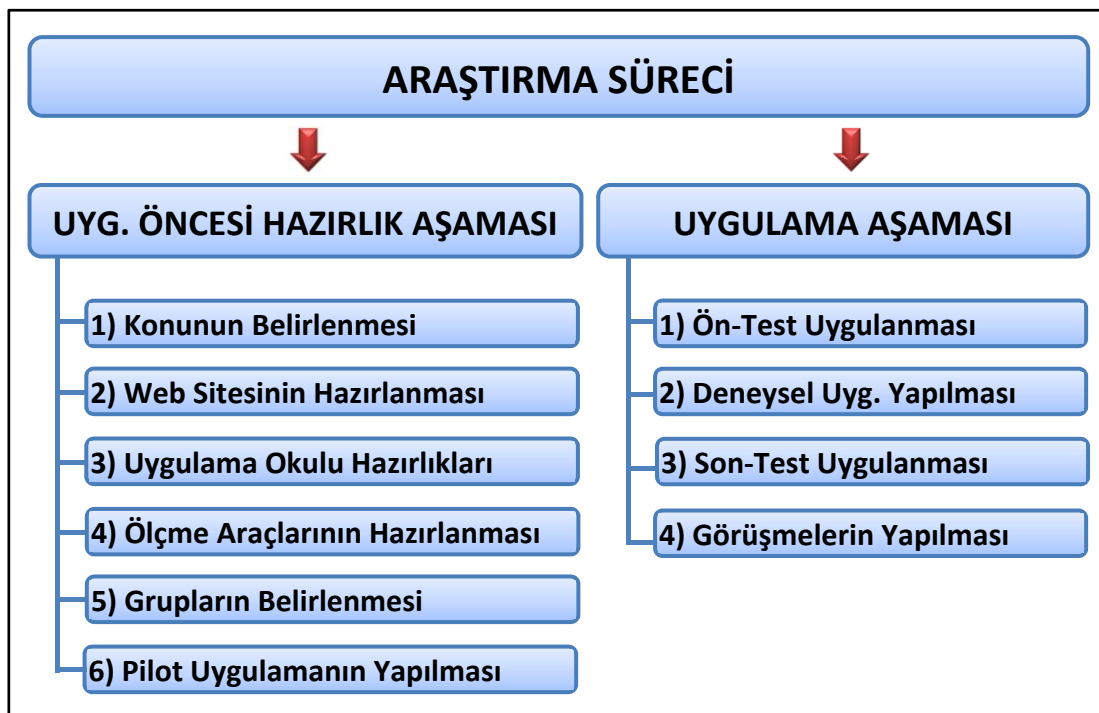 ARAŞTIRMA SÜRECİ
UYG. ÖNCESİ HAZIRLIK AŞAMASI
1) Konunun Belirlenmesi
2) Web Sitesinin Hazırlanması
3) Uygulama Okulu Hazırlıkları
4) Ölçme Araçlarının Hazırlanması
5) Grupların Belirlenmesi
6) Pilot Uygulamanın Yapılması
UYGULAMA AŞAMASI
1) Ön-Test Uygulanması
2) Deneysel Uyg. Yapılması
3) Son-Test Uygulanması
4) Görüşmelerin Yapılması